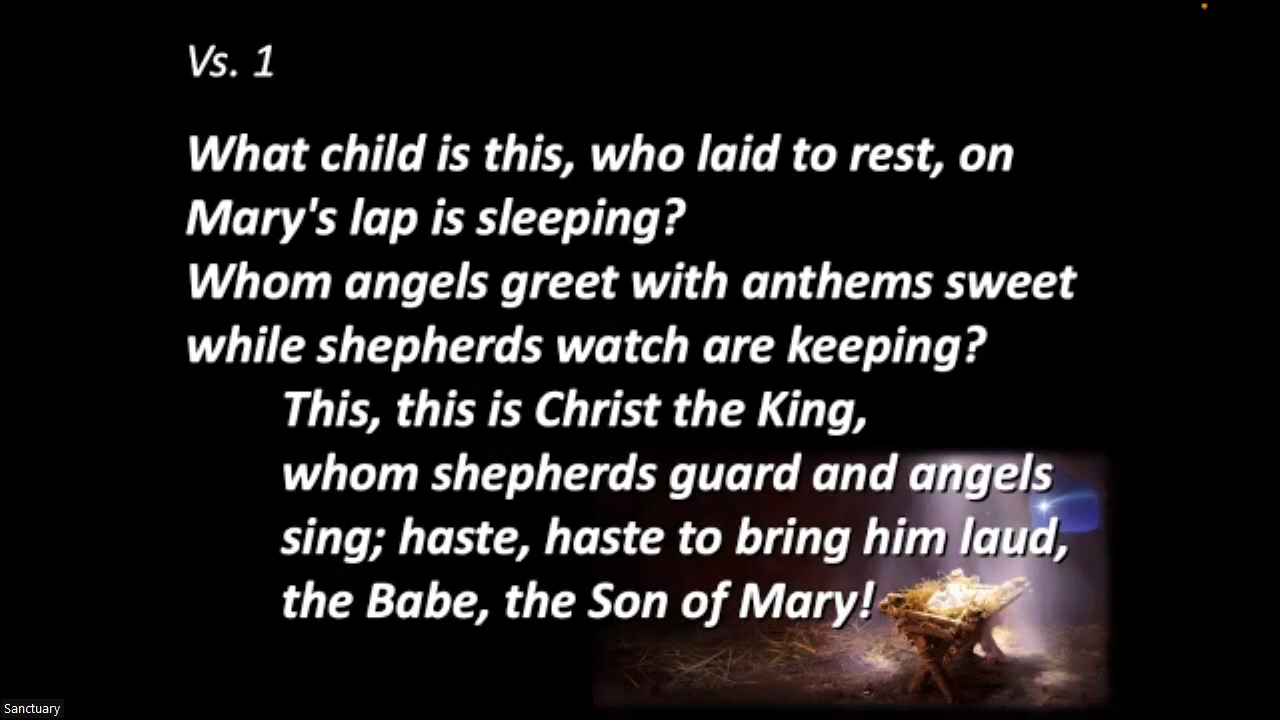 Vs. 1
What child is this, who laid to rest, on
Mary's lap is sleeping?
Whom angels greet with anthems sweet
while shepherds watch are keeping?
This, this is Christ the King,
whom shepherds guard and angels
sing; haste, haste to bring him laud,
the Babe, the Son of Mary!
Sanctuary